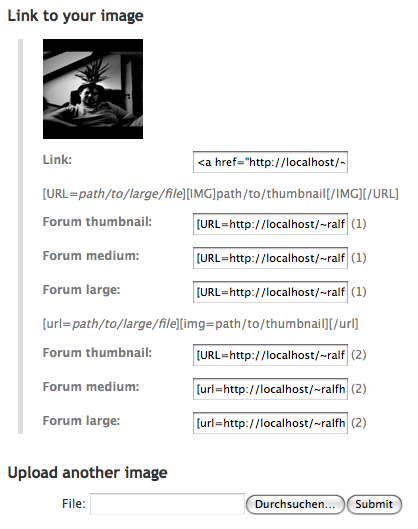 Link to your image
Link: <a href="http://localhost/~
[URL=path/to/large/file][IMG]path/to/thumbnail[/IMG][/URL]
Forum thumbnail: [URL=http://localhost/~ralf (1)
Forum medium: [URL=http://localhost/~ralf (1)
Forum large: [URL=http://localhost/~ralf (1)
[url=path/to/large/file][img=path/to/thumbnail][/url]
Forum thumbnail: [URL=http://localhost/~ralf (2)
Forum medium: [url=http://localhost/~ralfh (2)
Forum large: [url=http://localhost/~ralfh (2)
Upload another image
File: Durchsuchen... Submit